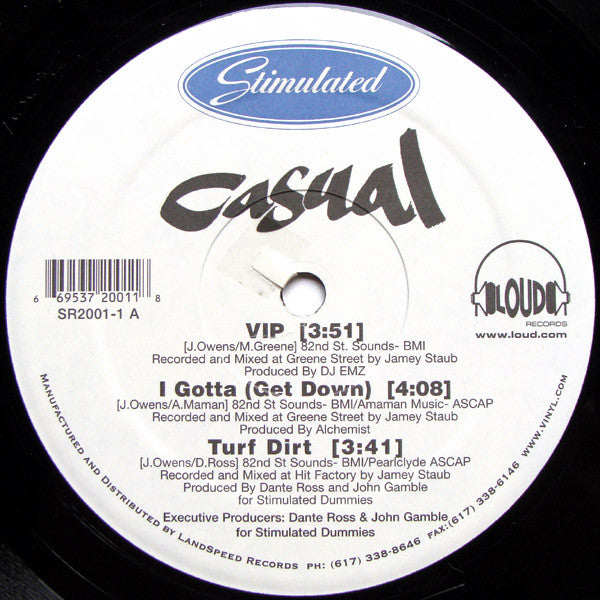 Stimulated
casual
6 69537 20011 8
SR2001-1 A
LOUD
RECORDS
www.loud.com
VIP [3:51]
[J.Owens/M.Greene] 82nd St. Sounds- BMI
Recorded and Mixed at Greene Street by Jamey Staub
Produced By DJ EMZ
I Gotta (Get Down) [4:08]
[J.Owens/A.Maman] 82nd St Sounds- BMI/Amaman Music- ASCAP
Recorded and Mixed at Greene Street by Jamey Staub
Produced By Alchemist
Turf Dirt [3:41]
[J.Owens/D.Ross] 82nd St Sounds- BMI/Pearlclyde ASCAP
Recorded and Mixed at Hit Factory by Jamey Staub
Produced By Dante Ross and John Gamble
for Stimulated Dummies
Executive Producers: Dante Ross & John Gamble
for Stimulated Dummies
Manufactured and Distributed by Landspeed Records PH: (617) 338-8646 FAX:(617) 338-6146 www.vinyl.com